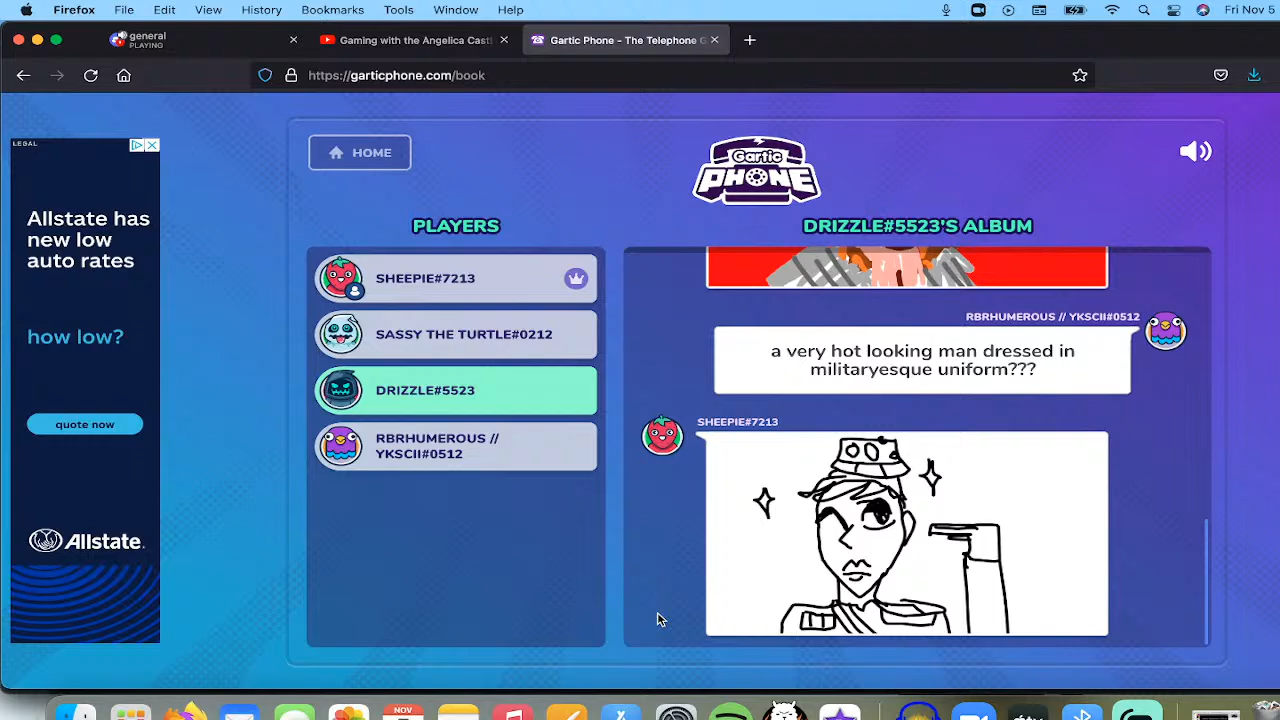 Firefox File Edit View History Bookmarks Tools Window Help Fri Nov 5
general
PLAYING
Gaming with the Angelica Castl
Gartic Phone – The Telephone G
https://garticphone.com/book
LEGAL
HOME
Gartic
PHONE
PLAYERS
DRIZZLE#5523'S ALBUM
Allstate has
new low
auto rates
how low?
quote now
Allstate.
SHEEPIE#7213
SASSY THE TURTLE#0212
DRIZZLE#5523
RBRHUMEROUS //
YKSCII#0512
RBRHUMEROUS // YKSCII#0512
a very hot looking man dressed in
militaryesque uniform???
SHEEPIE#7213
NOV